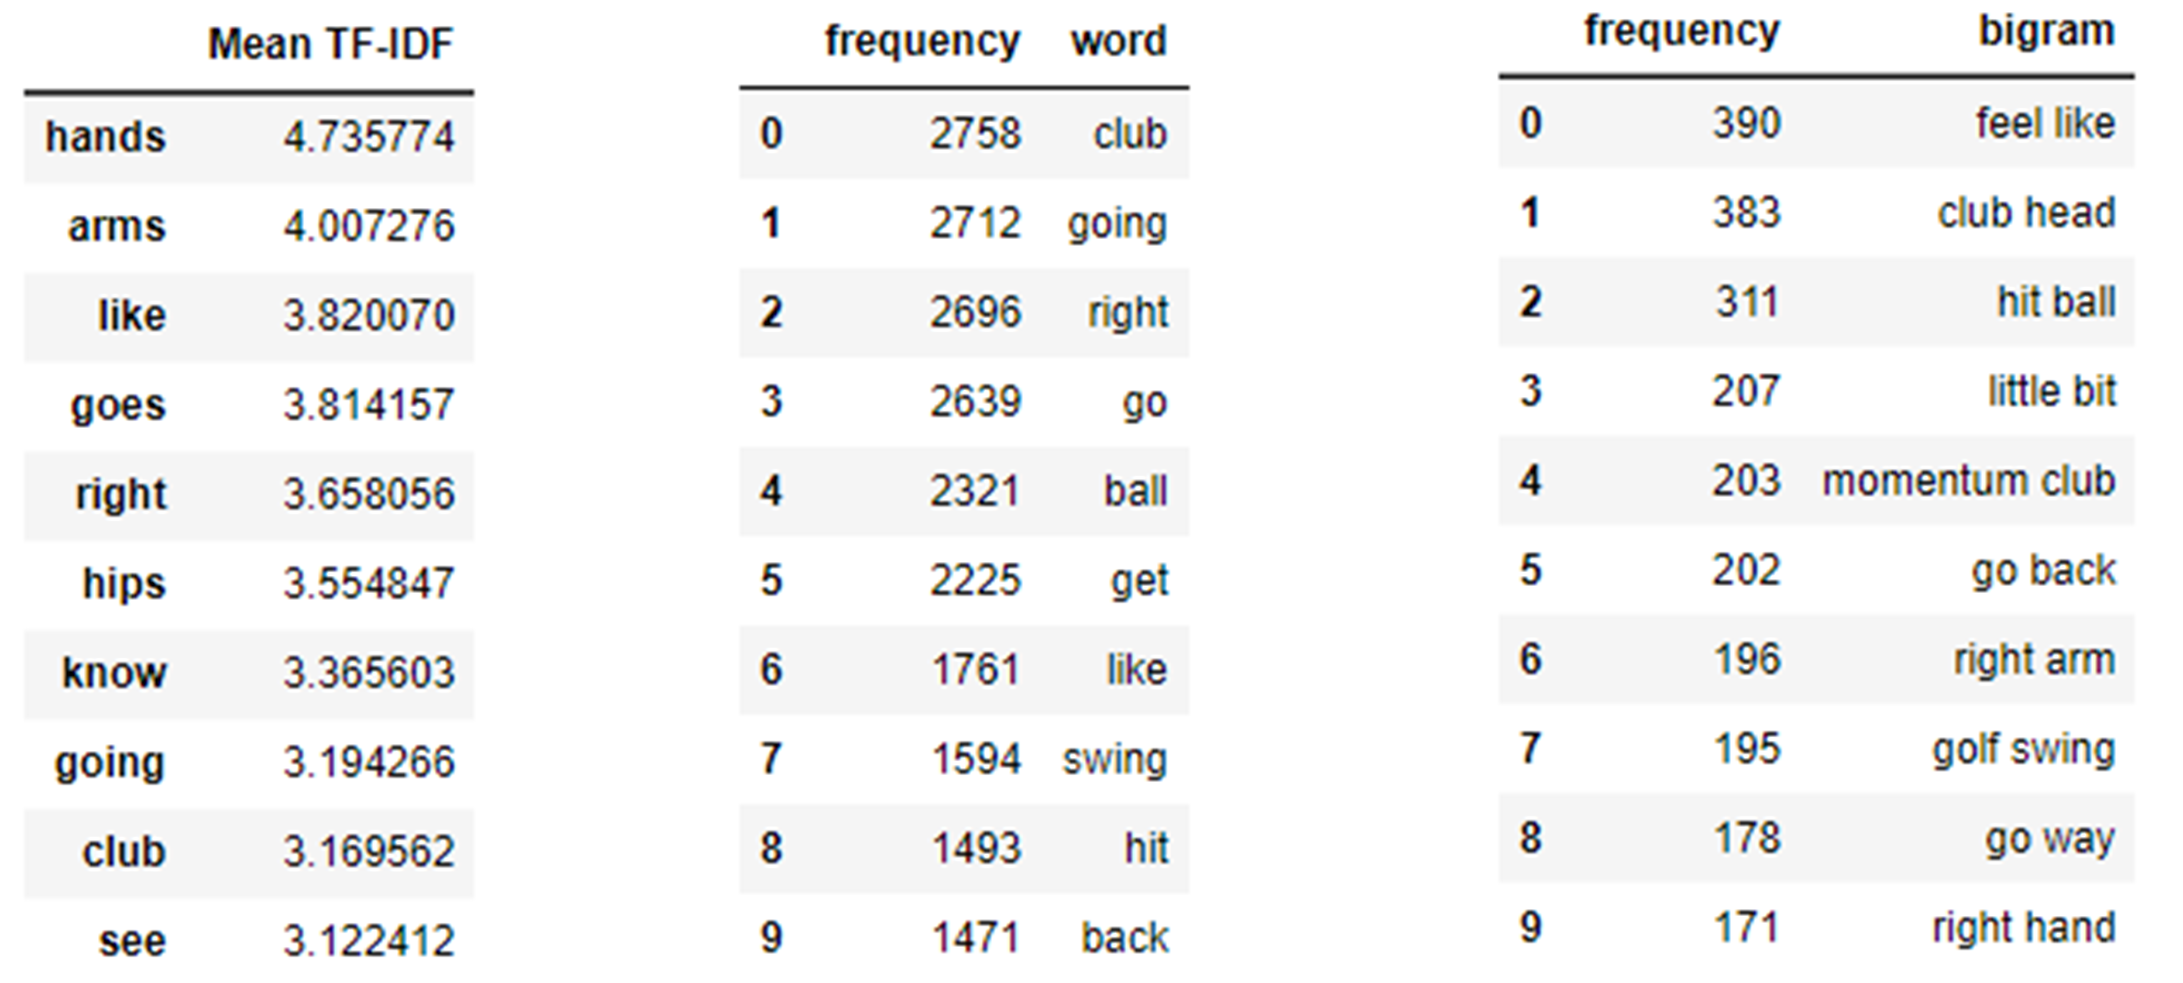 Mean TF-IDF
hands 4.735774
arms 4.007276
like 3.820070
goes 3.814157
right 3.658056
hips 3.554847
know 3.365603
going 3.194266
club 3.169562
see 3.122412
frequency word
0 2758 club
1 2712 going
2 2696 right
3 2639 go
4 2321 ball
5 2225 get
6 1761 like
7 1594 swing
8 1493 hit
9 1471 back
frequency bigram
0 390 feel like
1 383 club head
2 311 hit ball
3 207 little bit
4 203 momentum club
5 202 go back
6 196 right arm
7 195 golf swing
8 178 go way
9 171 right hand